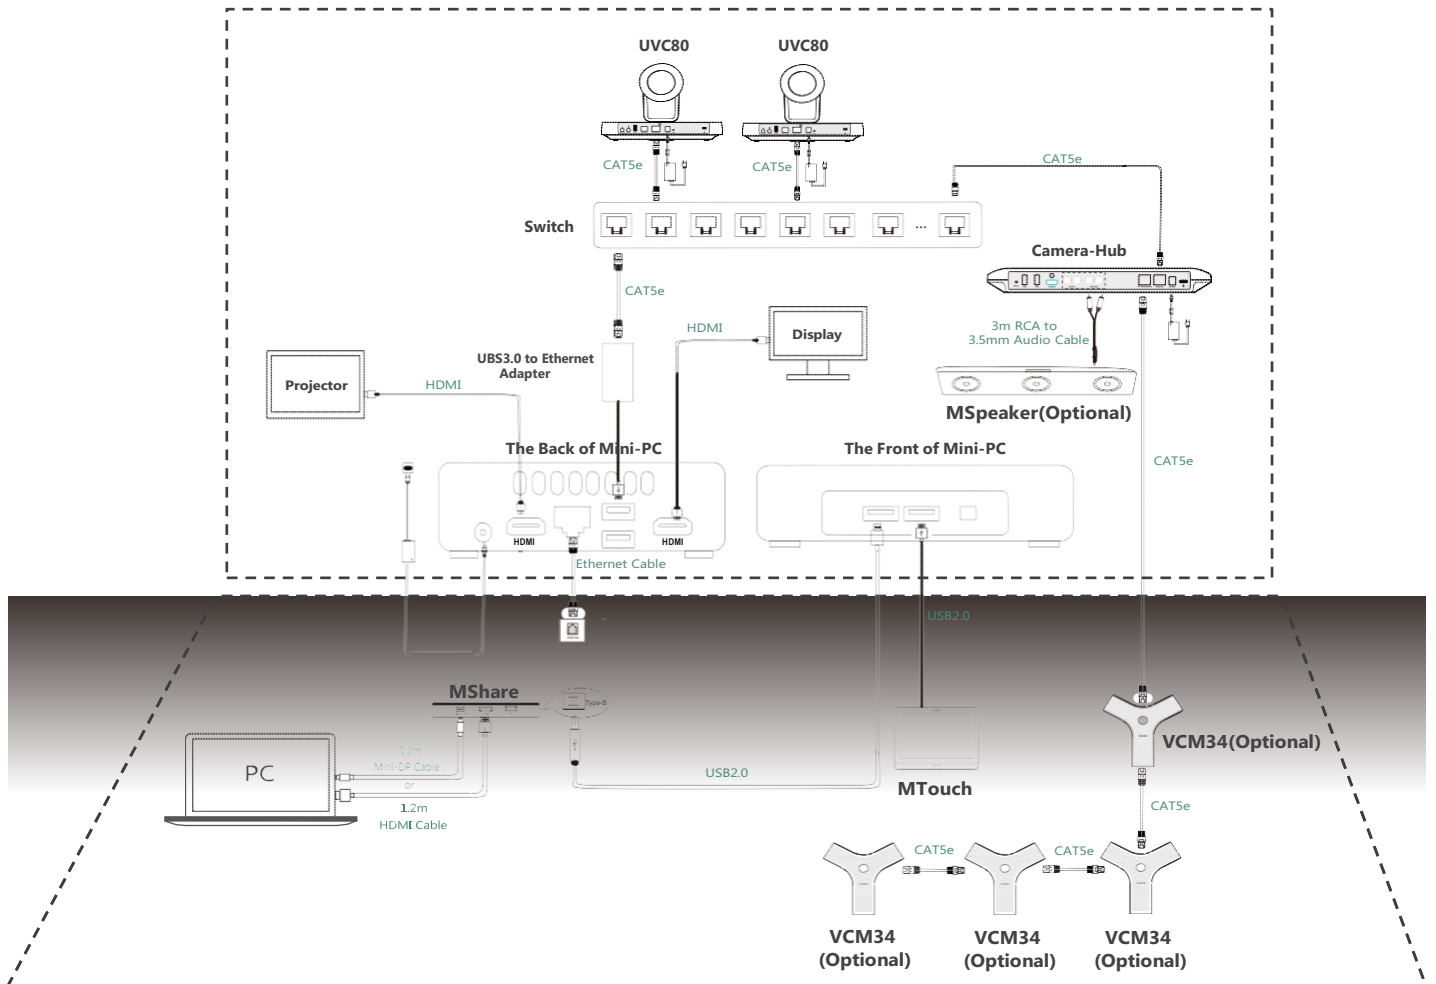 UVC80
UVC80
CAT5e
CAT5e
CAT5e
Switch
...
Camera-Hub
CAT5e
HDMI
Display
3m RCA to
3.5mm Audio Cable
UBS3.0 to Ethernet
Adapter
Projector
HDMI
MSpeaker(Optional)
The Back of Mini-PC
The Front of Mini-PC
CAT5e
HDMI
HDMI
Ethernet Cable
USB2.0
MShare
Type-B
VCM34(Optional)
PC
1.2m
Mini-DP Cable
or
1.2m
HDMI Cable
USB2.0
MTouch
CAT5e
CAT5e
CAT5e
VCM34
(Optional)
VCM34
(Optional)
VCM34
(Optional)